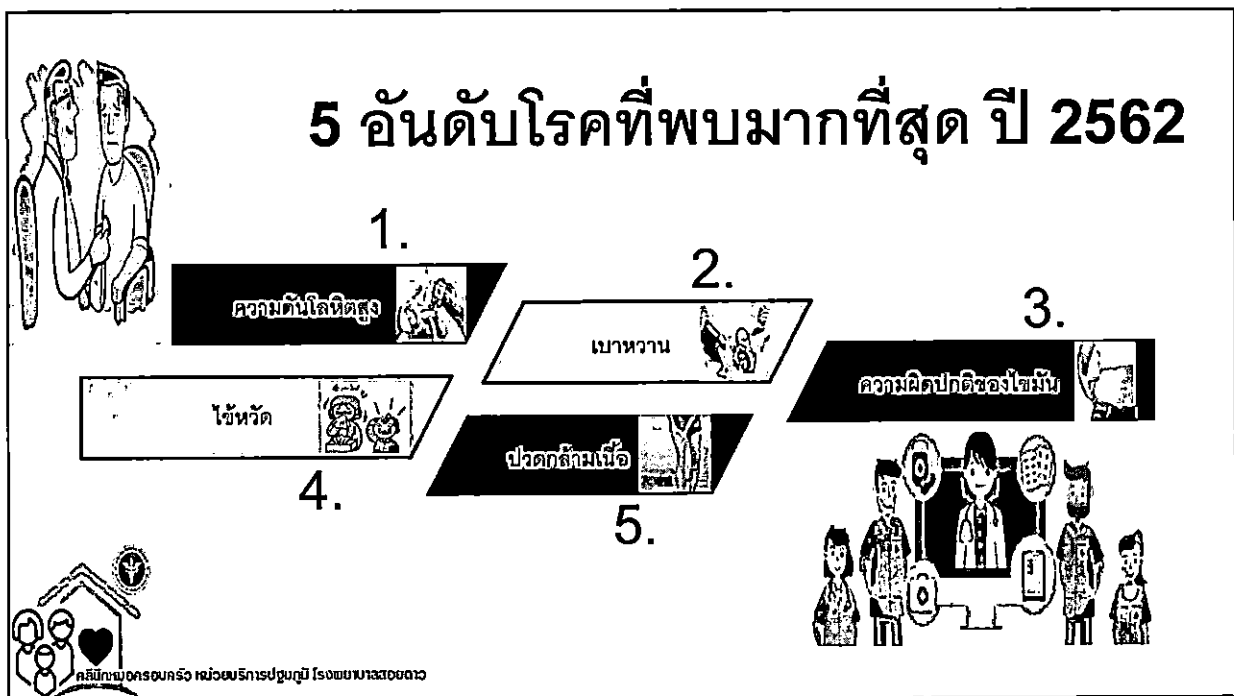 5 อันดับโรคที่พบมากที่สุด ปี 2562
1.
ความดันโลหิตสูง
2.
เบาหวาน
3.
ความผิดปกติของไขมัน
4.
ไข้หวัด
5.
ปวดกล้ามเนื้อ
คลินิกหมอครอบครัว หน่วยบริการปฐมภูมิ โรงพยาบาลสอยดาว